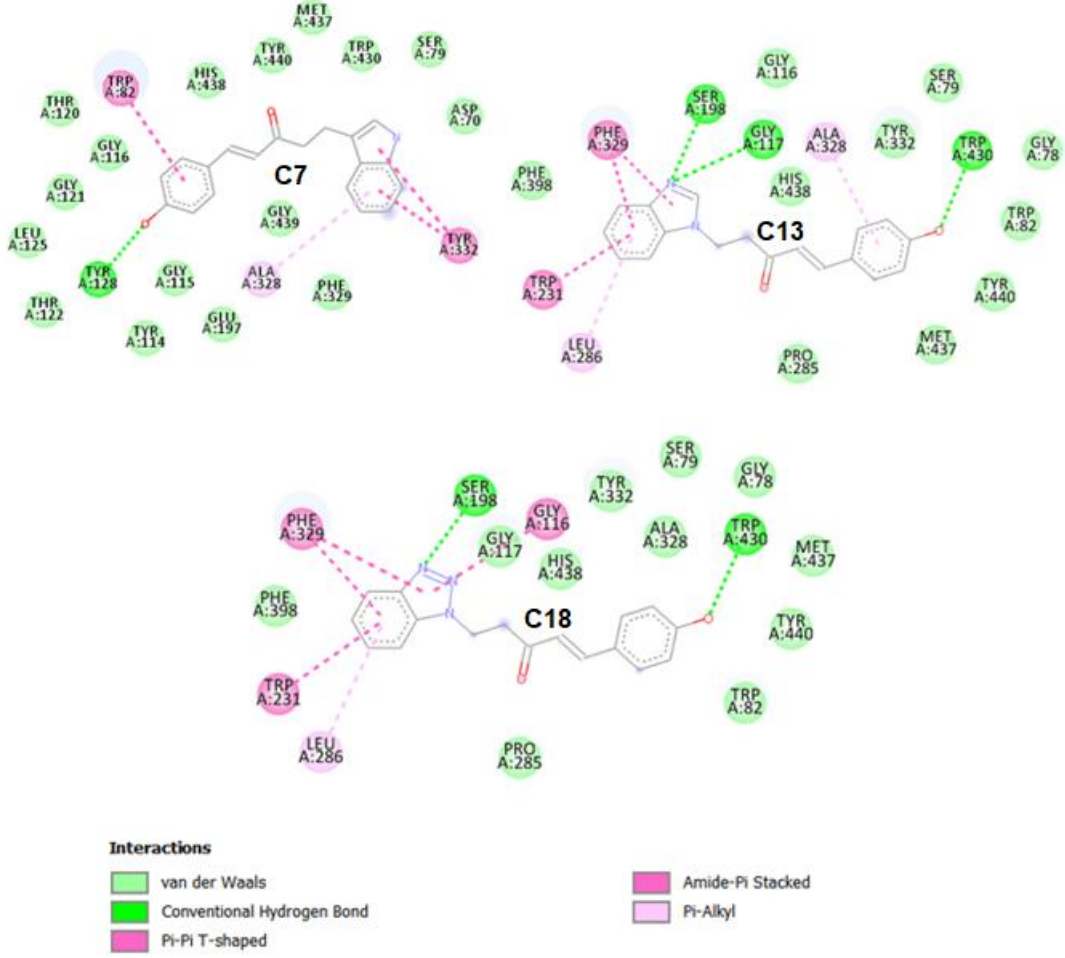 MET
A:437
TYR
A:440
TRP
A:430
SER
A:79
HIS
A:438
TRP
A:82
THR
A:120
ASP
A:70
GLY
A:116
C7
GLY
A:121
GLY
A:439
LEU
A:125
TYR
A:332
TYR
A:128
GLY
A:115
ALA
A:328
PHE
A:329
THR
A:122
TYR
A:114
GLU
A:197
GLY
A:116
SER
A:79
SER
A:198
PHE
A:329
GLY
A:117
ALA
A:328
TYR
A:332
TRP
A:430
GLY
A:78
PHE
A:398
HIS
A:438
N
TRP
A:82
N
C13
O
TRP
A:231
O
TYR
A:440
LEU
A:286
PRO
A:285
MET
A:437
SER
A:79
GLY
A:78
SER
A:198
TYR
A:332
PHE
A:329
GLY
A:116
GLY
A:117
ALA
A:328
TRP
A:430
HIS
A:438
MET
A:437
N
N
PHE
A:398
N
C18
O
TYR
A:440
O
TRP
A:231
TRP
A:82
LEU
A:286
PRO
A:285
Interactions
van der Waals
Conventional Hydrogen Bond
Pi-Pi T-shaped
Amide-Pi Stacked
Pi-Alkyl